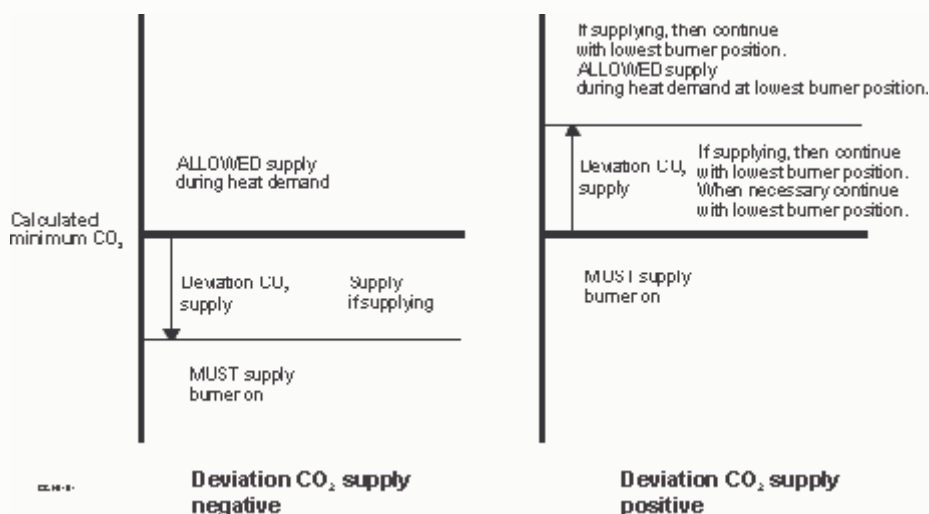 If supplying, then continue
with lowest burner position.
ALLOWED supply
during heat demand at lowest burner position.
ALLOWED supply
during heat demand
Deviation CO₂
supply
If supplying, then continue
with lowest burner position.
When necessary continue
with lowest burner position.
Calculated
minimum CO₂
Deviation CO₂
supply
Supply
if supplying
MUST supply
burner on
MUST supply
burner on
Deviation CO₂ supply
negative
Deviation CO₂ supply
positive